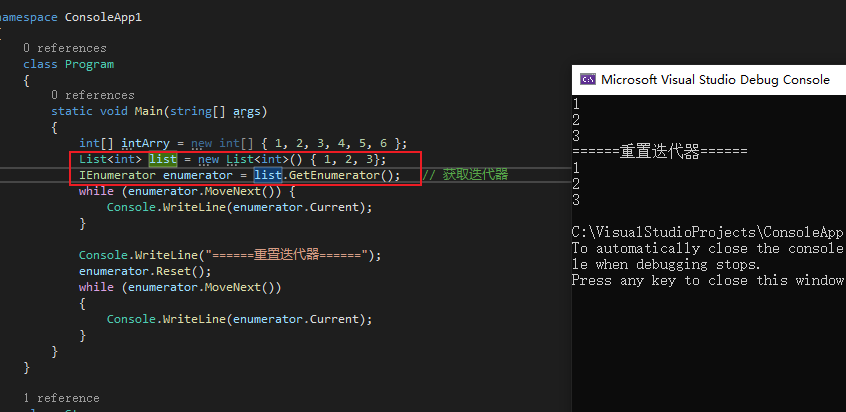 namespace ConsoleApp1
{
0 references
class Program
{
0 references
static void Main(string[] args)
{
int[] intArry = new int[] { 1, 2, 3, 4, 5, 6 };
List<int> list = new List<int>() { 1, 2, 3};
IEnumerator enumerator = list.GetEnumerator();  // 获取迭代器
while (enumerator.MoveNext()) {
Console.WriteLine(enumerator.Current);
}
Console.WriteLine("======重置迭代器======");
enumerator.Reset();
while (enumerator.MoveNext())
{
Console.WriteLine(enumerator.Current);
}
}
}
1 reference
Microsoft Visual Studio Debug Console
1
2
3
======重置迭代器======
1
2
3
C:\VisualStudioProjects\ConsoleApp
To automatically close the console
le when debugging stops.
Press any key to close this window